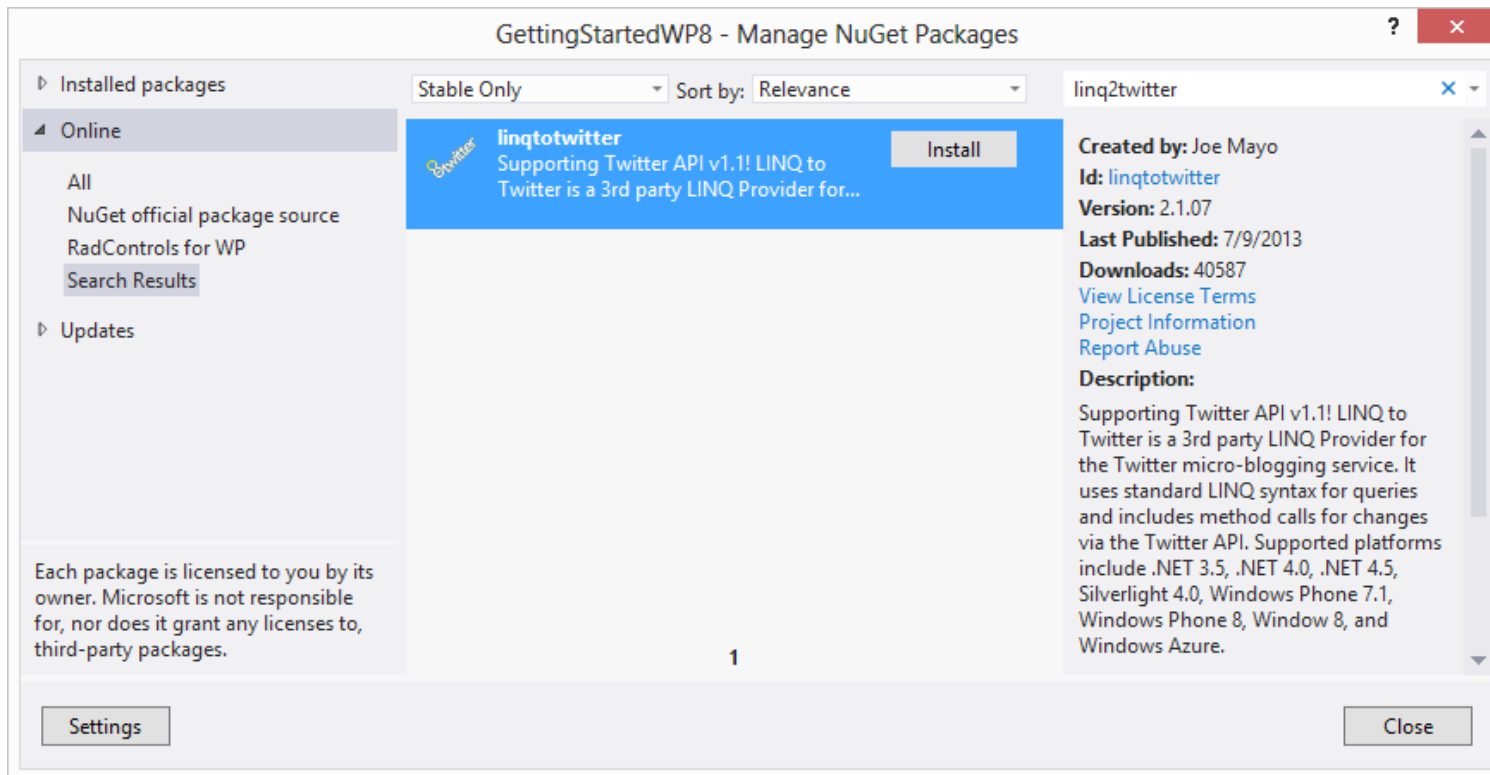 GettingStartedWP8 - Manage NuGet Packages
?
Installed packages
Online
All
NuGet official package source
RadControls for WP
Search Results
Updates
Each package is licensed to you by its
owner. Microsoft is not responsible
for, nor does it grant any licenses to,
third-party packages.
Stable Only
Sort by: Relevance
twitter
linqtotwitter
Install
Supporting Twitter API v1.1! LINQ to
Twitter is a 3rd party LINQ Provider for...
1
linq2twitter
Created by: Joe Mayo
Id: linqtotwitter
Version: 2.1.07
Last Published: 7/9/2013
Downloads: 40587
View License Terms
Project Information
Report Abuse
Description:
Supporting Twitter API v1.1! LINQ to
Twitter is a 3rd party LINQ Provider for
the Twitter micro-blogging service. It
uses standard LINQ syntax for queries
and includes method calls for changes
via the Twitter API. Supported platforms
include .NET 3.5, .NET 4.0, .NET 4.5,
Silverlight 4.0, Windows Phone 7.1,
Windows Phone 8, Window 8, and
Windows Azure.
Settings
Close